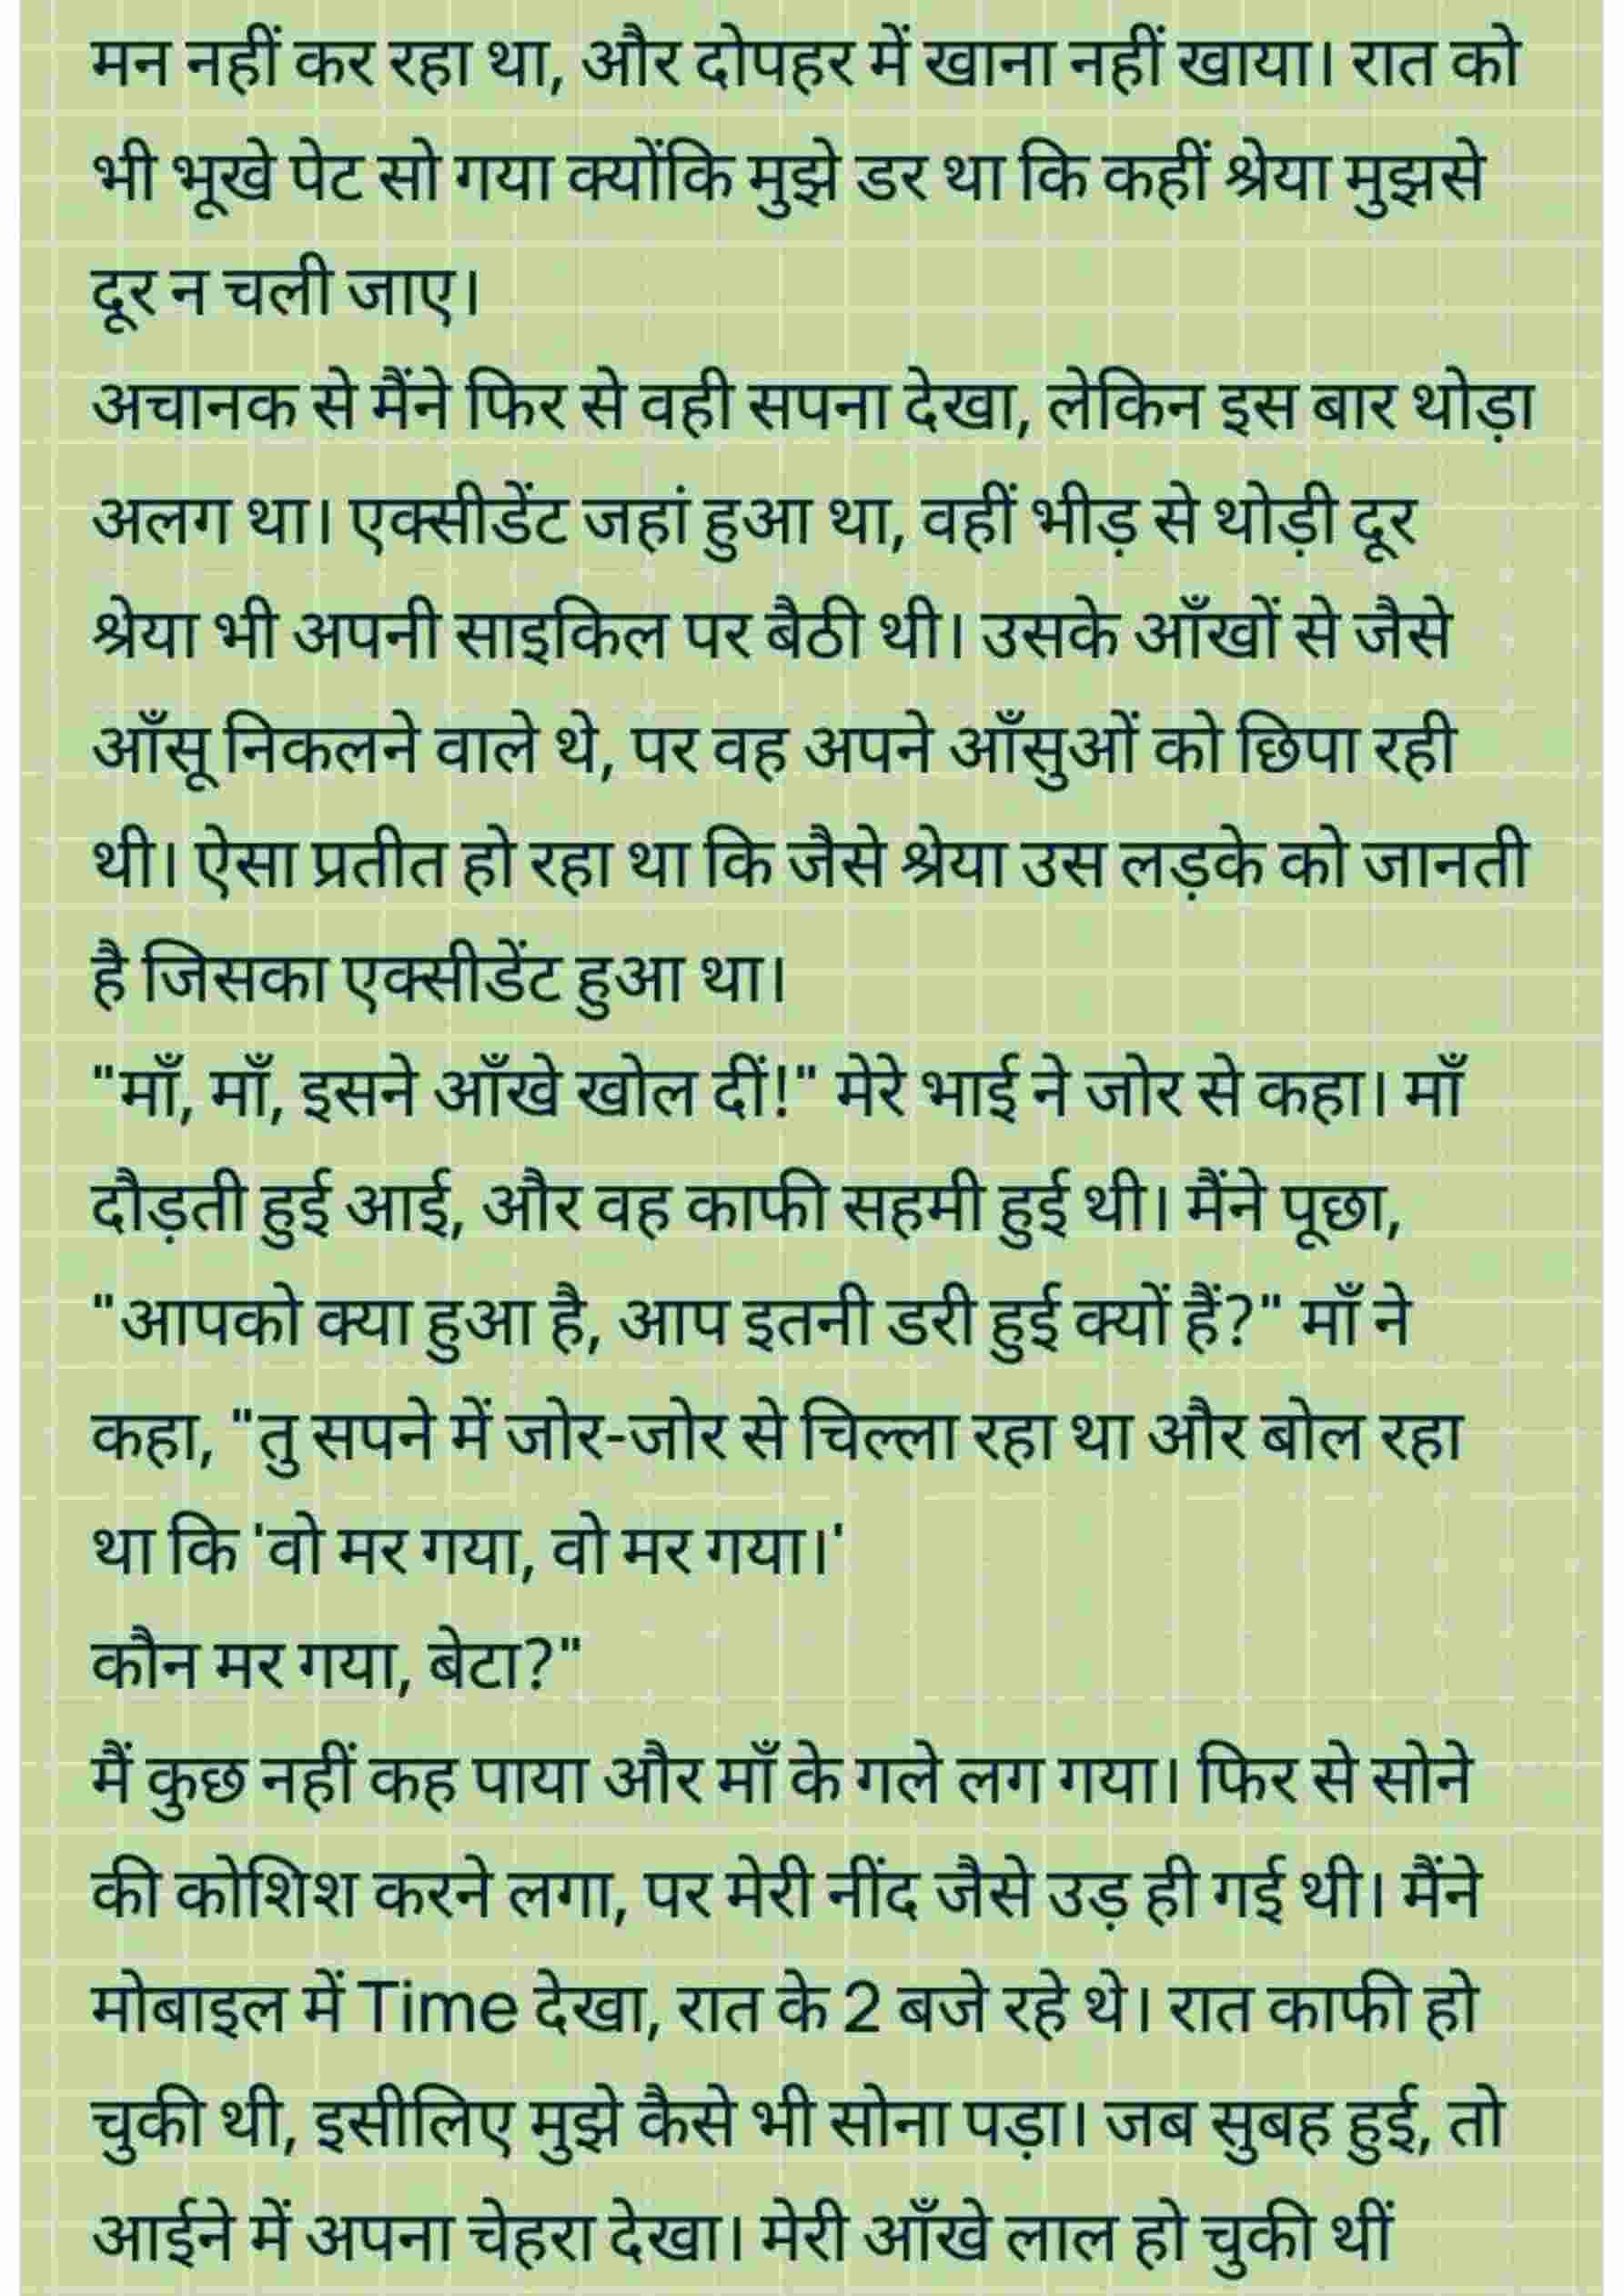 मन नहीं कर रहा था, और दोपहर में खाना नहीं खाया। रात को
भी भूखे पेट सो गया क्योंकि मुझे डर था कि कहीं श्रेया मुझसे
दूर न चली जाए।
अचानक से मैंने फिर से वही सपना देखा, लेकिन इस बार थोड़ा
अलग था। एक्सीडेंट जहां हुआ था, वहीं भीड़ से थोड़ी दूर
श्रेया भी अपनी साइकिल पर बैठी थी। उसके आँखों से जैसे
आँसू निकलने वाले थे, पर वह अपने आँसुओं को छिपा रही
थी। ऐसा प्रतीत हो रहा था कि जैसे श्रेया उस लड़के को जानती
है जिसका एक्सीडेंट हुआ था।
"माँ, माँ, इसने आँखे खोल दीं!" मेरे भाई ने जोर से कहा। माँ
दौड़ती हुई आई, और वह काफी सहमी हुई थी। मैंने पूछा,
"आपको क्या हुआ है, आप इतनी डरी हुई क्यों हैं?" माँ ने
कहा, "तु सपने में जोर-जोर से चिल्ला रहा था और बोल रहा
था कि 'वो मर गया, वो मर गया।'
कौन मर गया, बेटा?"
मैं कुछ नहीं कह पाया और माँ के गले लग गया। फिर से सोने
की कोशिश करने लगा, पर मेरी नींद जैसे उड़ ही गई थी। मैंने
मोबाइल में Time देखा, रात के 2 बजे रहे थे। रात काफी हो
चुकी थी, इसीलिए मुझे कैसे भी सोना पड़ा। जब सुबह हुई, तो
आईने में अपना चेहरा देखा। मेरी आँखे लाल हो चुकी थीं